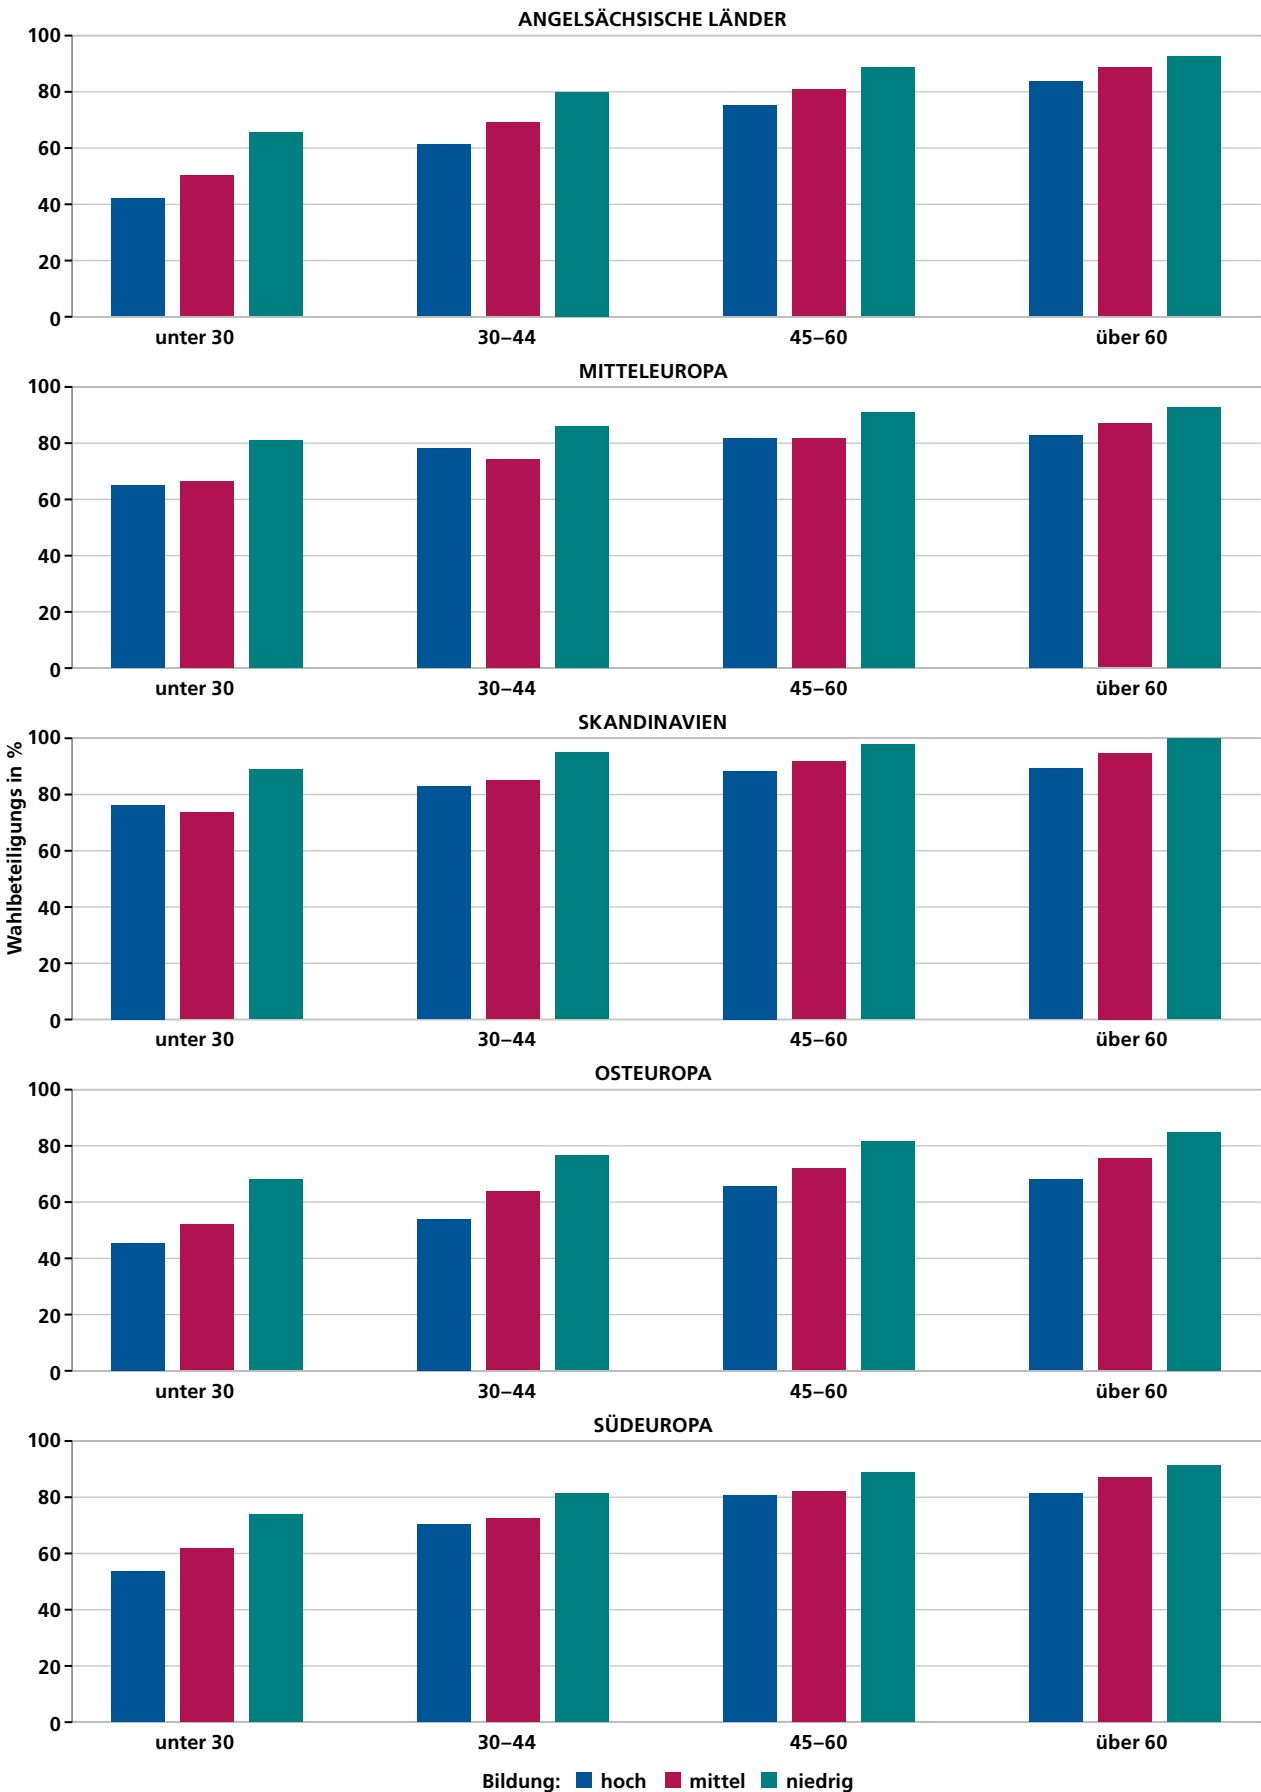 ANGELSÄCHSISCHE LÄNDER
100
80
60
40
20
0
unter 30 30–44 45–60 über 60
MITTELEUROPA
100
80
60
40
20
0
unter 30 30–44 45–60 über 60
SKANDINAVIEN
Wahlbeteiligungs in %
100
80
60
40
20
0
unter 30 30–44 45–60 über 60
OSTEUROPA
100
80
60
40
20
0
unter 30 30–44 45–60 über 60
SÜDEUROPA
100
80
60
40
20
0
unter 30 30–44 45–60 über 60
Bildung: hoch mittel niedrig